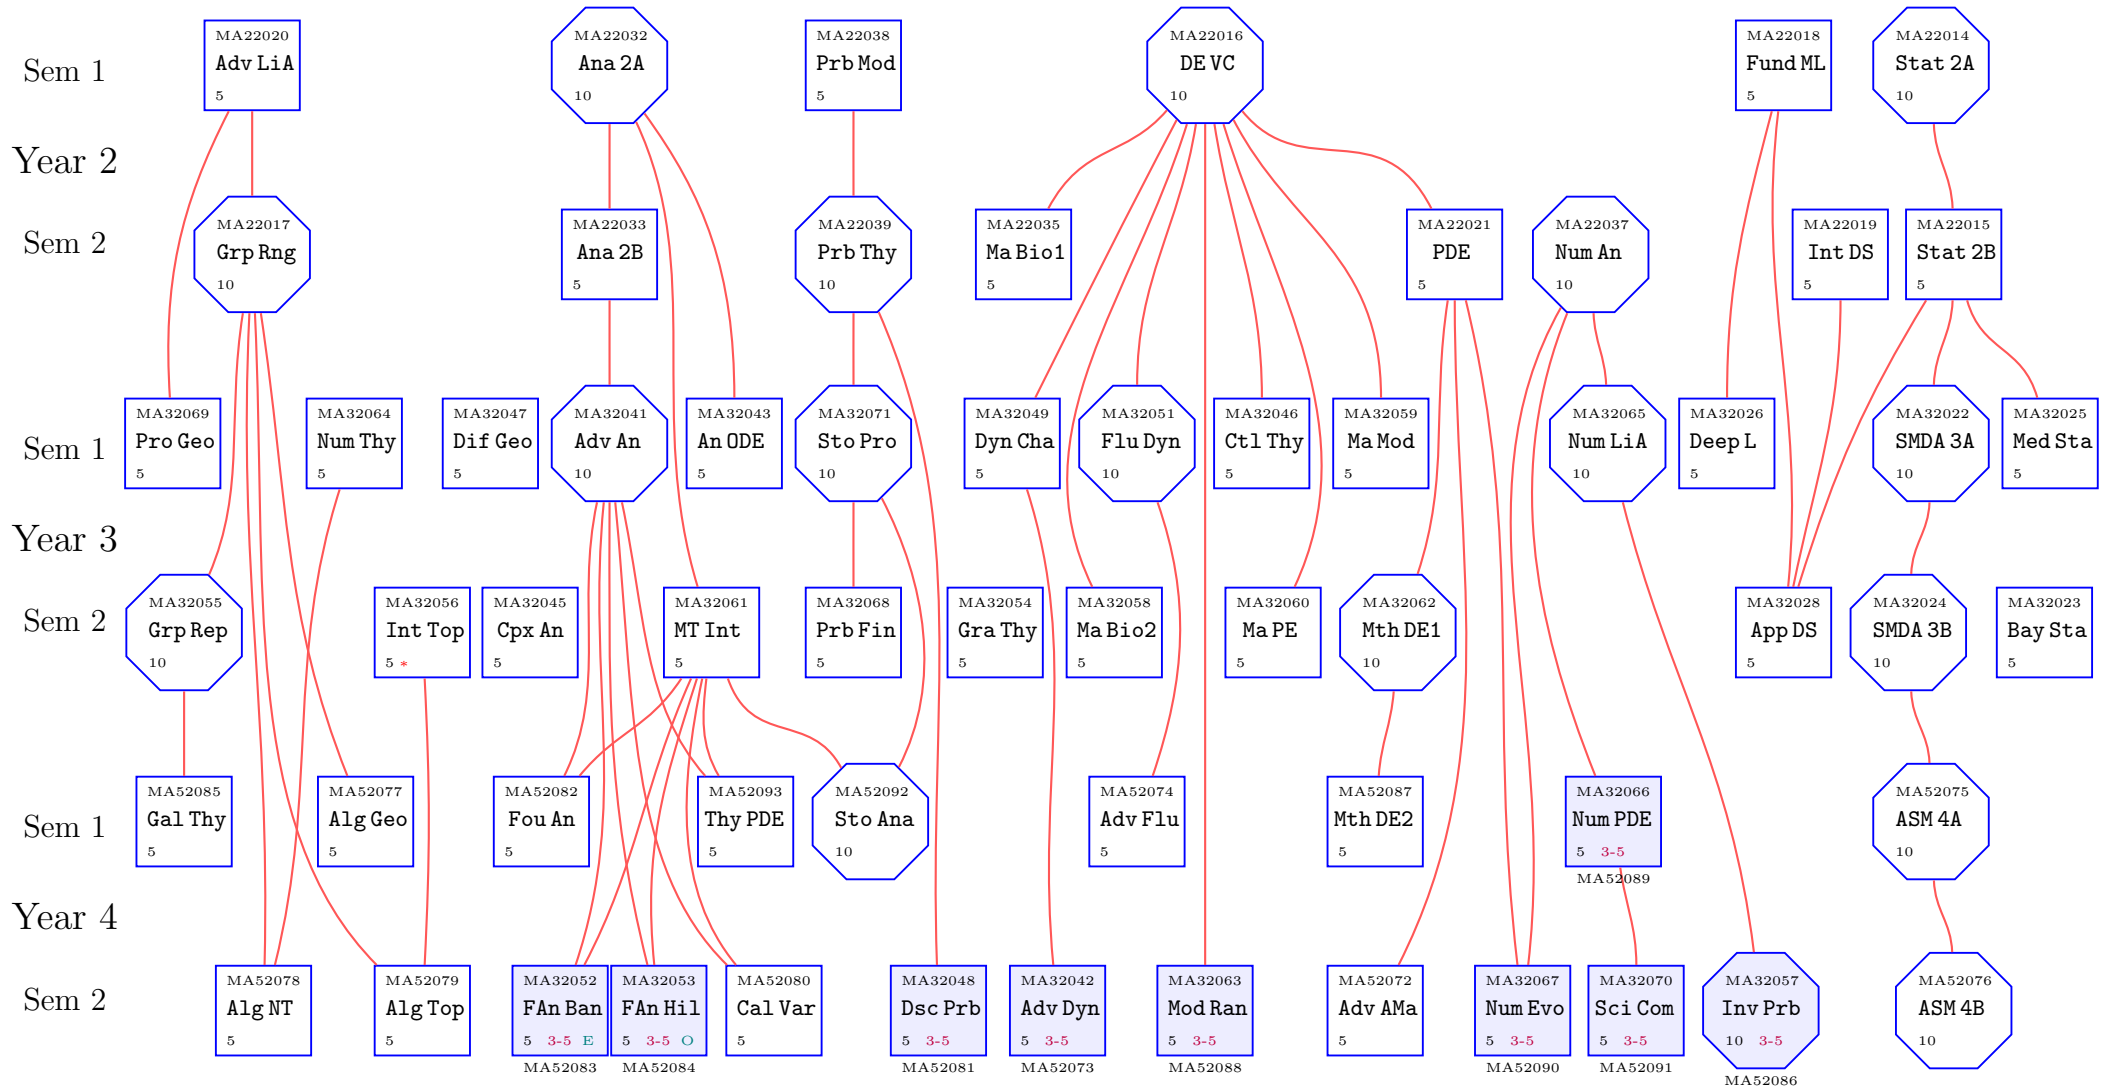 MA22020
Adv LiA
5
MA22032
Ana 2A
10
MA22038
Prb Mod
5
MA22016
DE VC
10
MA22018
Fund ML
5
MA22014
Stat 2A
10
Sem 1
Year 2
MA22017
Grp Rng
10
MA22033
Ana 2B
5
MA22039
Prb Thy
10
MA22035
Ma Bio1
5
MA22021
PDE
5
MA22037
Num An
10
MA22019
Int DS
5
MA22015
Stat 2B
5
Sem 2
MA32069
Pro Geo
5
MA32064
Num Thy
5
MA32047
Dif Geo
5
MA32041
Adv An
10
MA32043
An ODE
5
MA32071
Sto Pro
10
MA32049
Dyn Cha
5
MA32051
Flu Dyn
10
MA32046
Ctl Thy
5
MA32059
Ma Mod
5
MA32065
Num LiA
10
MA32026
Deep L
5
MA32022
SMDA 3A
10
MA32025
Med Sta
5
Sem 1
Year 3
MA32055
Grp Rep
10
MA32056
Int Top
5 *
MA32045
Cpx An
5
MA32061
MT Int
5
MA32068
Prb Fin
5
MA32054
Gra Thy
5
MA32058
Ma Bio2
5
MA32060
Ma PE
5
MA32062
Mth DE1
10
MA32028
App DS
5
MA32024
SMDA 3B
10
MA32023
Bay Sta
5
Sem 2
MA52085
Gal Thy
5
MA52077
Alg Geo
5
MA52082
Fou An
5
MA52093
Thy PDE
5
MA52092
Sto Ana
10
MA52074
Adv Flu
5
MA52087
Mth DE2
5
MA32066
Num PDE
5 3-5
MA52089
MA52075
ASM 4A
10
Sem 1
Year 4
MA52078
Alg NT
5
MA52079
Alg Top
5
MA32052
FAn Ban
5 3-5 E
MA52083
MA32053
FAn Hil
5 3-5 O
MA52084
MA52080
Cal Var
5
MA32048
Dsc Prb
5 3-5
MA52081
MA32042
Adv Dyn
5 3-5
MA52073
MA32063
Mod Ran
5 3-5
MA52088
MA52072
Adv AMa
5
MA32067
Num Evo
5 3-5
MA52090
MA32070
Sci Com
5 3-5
MA52091
MA32057
Inv Prb
10 3-5
MA52086
MA52076
ASM 4B
10
Sem 2